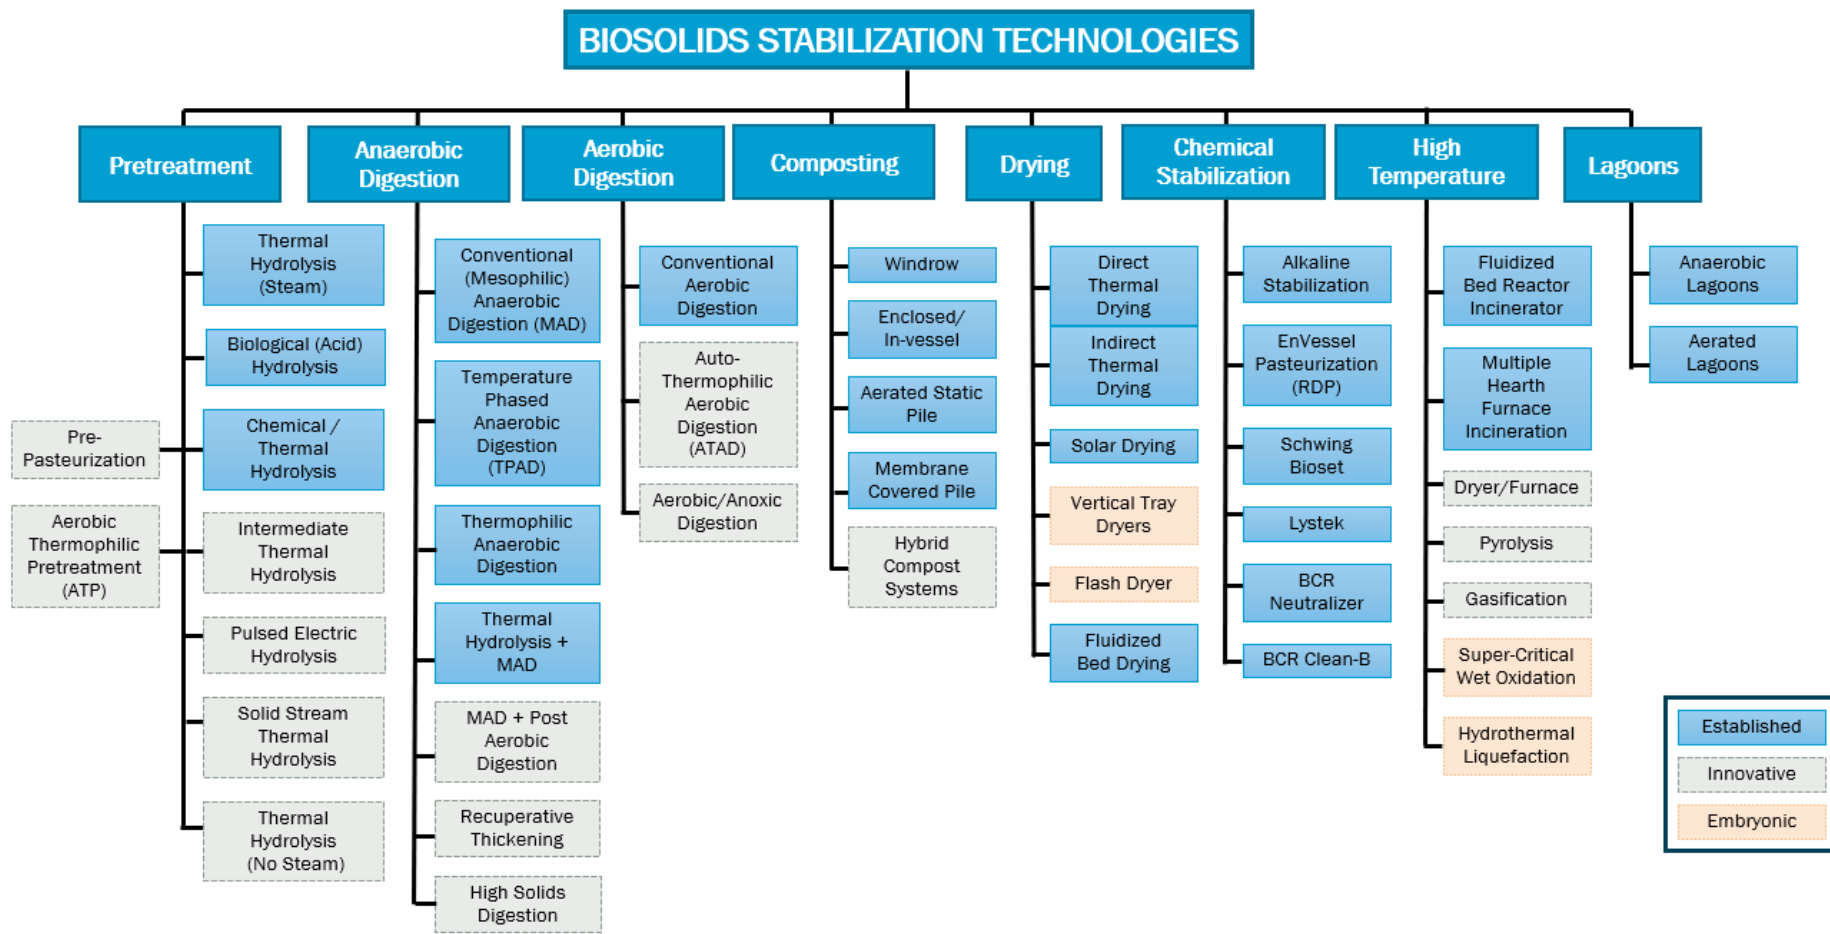 BIOSOLIDS STABILIZATION TECHNOLOGIES
Pretreatment
Thermal
Hydrolysis
(Steam)
Biological (Acid)
Hydrolysis
Chemical /
Thermal
Hydrolysis
Pre-
Pasteurization
Aerobic
Thermophilic
Pretreatment
(ATP)
Intermediate
Thermal
Hydrolysis
Pulsed Electric
Hydrolysis
Solid Stream
Thermal
Hydrolysis
Thermal
Hydrolysis
(No Steam)
Anaerobic
Digestion
Conventional
(Mesophilic)
Anaerobic
Digestion (MAD)
Temperature
Phased
Anaerobic
Digestion
(TPAD)
Thermophilic
Anaerobic
Digestion
Thermal
Hydrolysis +
MAD
MAD + Post
Aerobic
Digestion
Recuperative
Thickening
High Solids
Digestion
Aerobic
Digestion
Conventional
Aerobic
Digestion
Auto-
Thermophilic
Aerobic
Digestion
(ATAD)
Aerobic/Anoxic
Digestion
Composting
Windrow
Enclosed/
In-vessel
Aerated Static
Pile
Membrane
Covered Pile
Hybrid
Compost
Systems
Drying
Direct
Thermal
Drying
Indirect
Thermal
Drying
Solar Drying
Vertical Tray
Dryers
Flash Dryer
Fluidized
Bed Drying
Chemical
Stabilization
Alkaline
Stabilization
EnVessel
Pasteurization
(RDP)
Schwing
Bioset
Lystek
BCR
Neutralizer
BCR Clean-B
High
Temperature
Fluidized
Bed Reactor
Incinerator
Multiple
Hearth
Furnace
Incineration
Dryer/Furnace
Pyrolysis
Gasification
Super-Critical
Wet Oxidation
Hydrothermal
Liquefaction
Lagoons
Anaerobic
Lagoons
Aerated
Lagoons
Established
Innovative
Embryonic